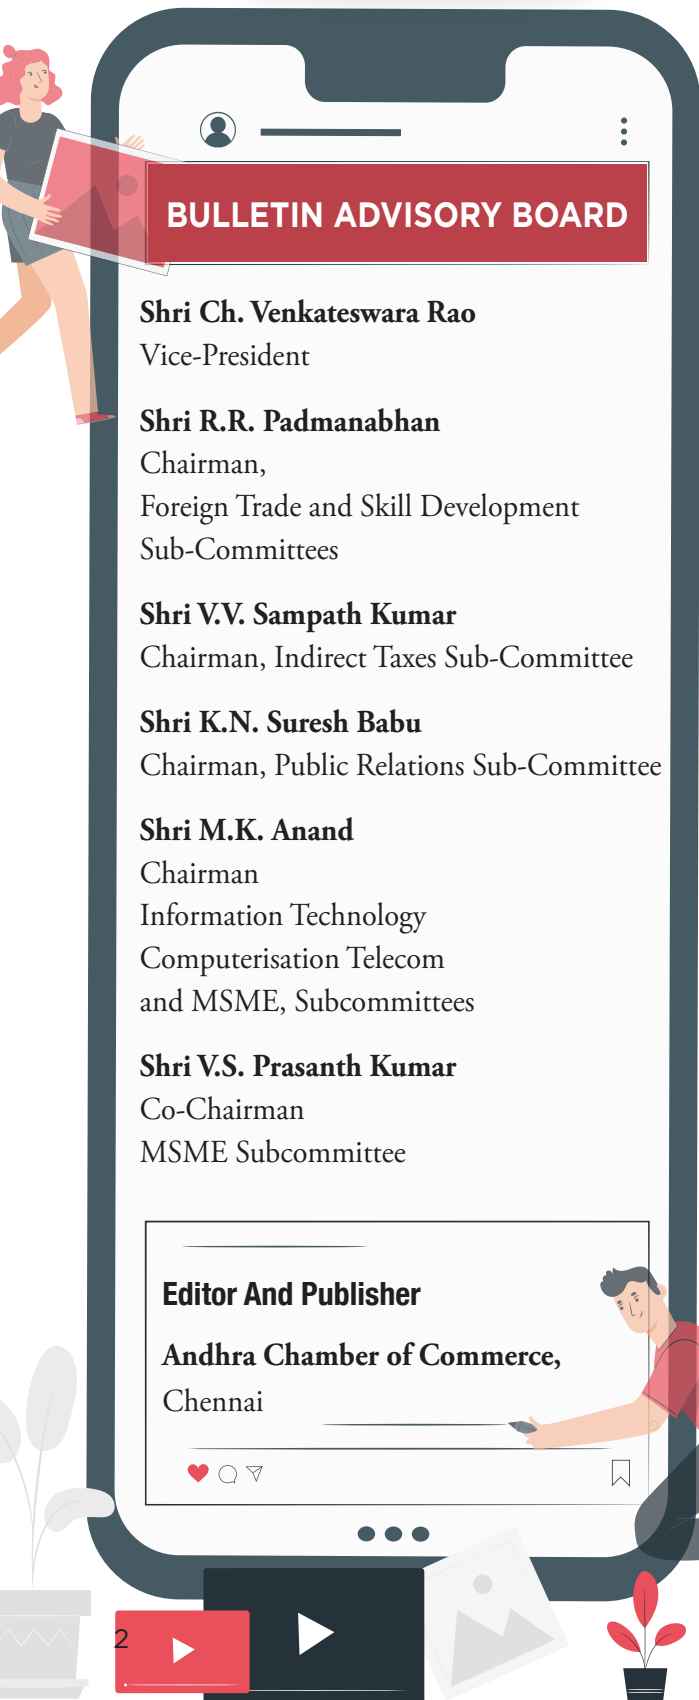 BULLETIN ADVISORY BOARD
Shri Ch. Venkateswara Rao
Vice-President
Shri R.R. Padmanabhan
Chairman,
Foreign Trade and Skill Development
Sub-Committees
Shri V.V. Sampath Kumar
Chairman, Indirect Taxes Sub-Committee
Shri K.N. Suresh Babu
Chairman, Public Relations Sub-Committee
Shri M.K. Anand
Chairman
Information Technology
Computerisation Telecom
and MSME, Subcommittees
Shri V.S. Prasanth Kumar
Co-Chairman
MSME Subcommittee
Editor And Publisher
Andhra Chamber of Commerce,
Chennai
2